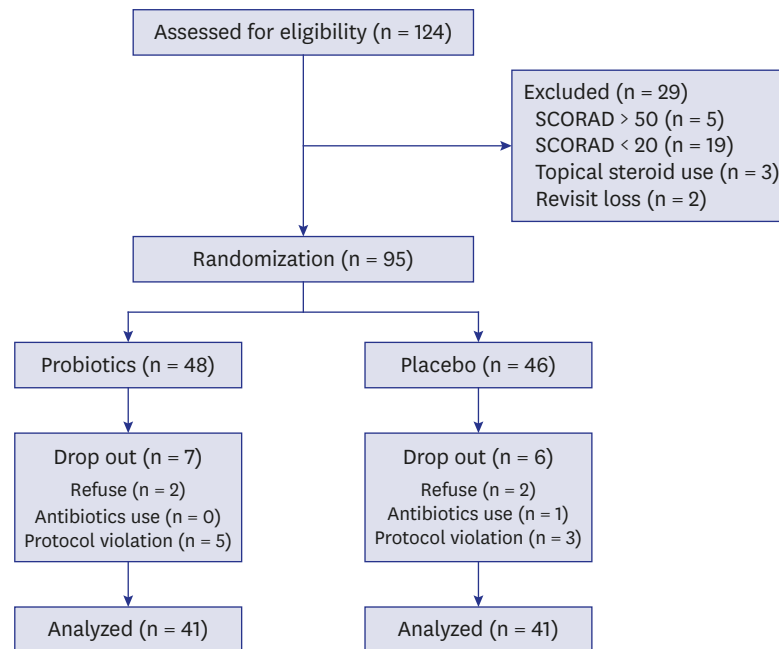 Assessed for eligibility (n = 124)
Excluded (n = 29)
SCORAD > 50 (n = 5)
SCORAD < 20 (n = 19)
Topical steroid use (n = 3)
Revisit loss (n = 2)
Randomization (n = 95)
Probiotics (n = 48)
Placebo (n = 46)
Drop out (n = 7)
Refuse (n = 2)
Antibiotics use (n = 0)
Protocol violation (n = 5)
Drop out (n = 6)
Refuse (n = 2)
Antibiotics use (n = 1)
Protocol violation (n = 3)
Analyzed (n = 41)
Analyzed (n = 41)